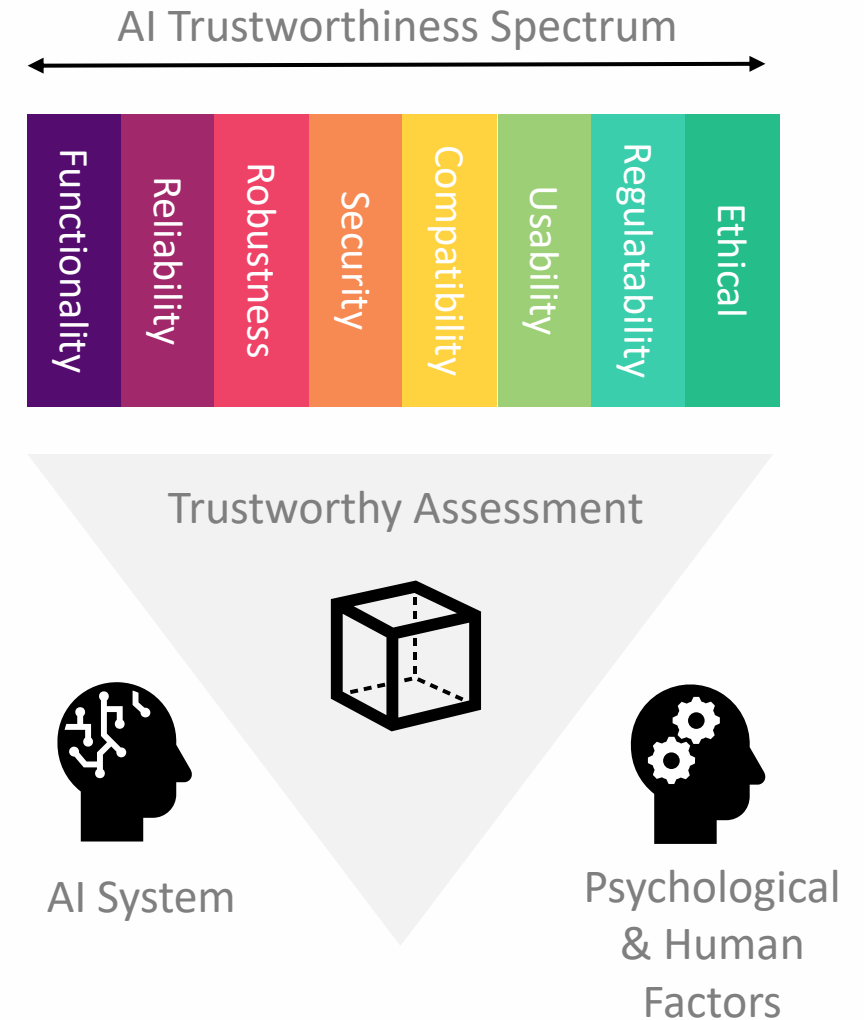 AI Trustworthiness Spectrum
Functionality
Reliability
Robustness
Security
Compatibility
Usability
Regulatability
Ethical
Trustworthy Assessment
AI System
Psychological
& Human
Factors